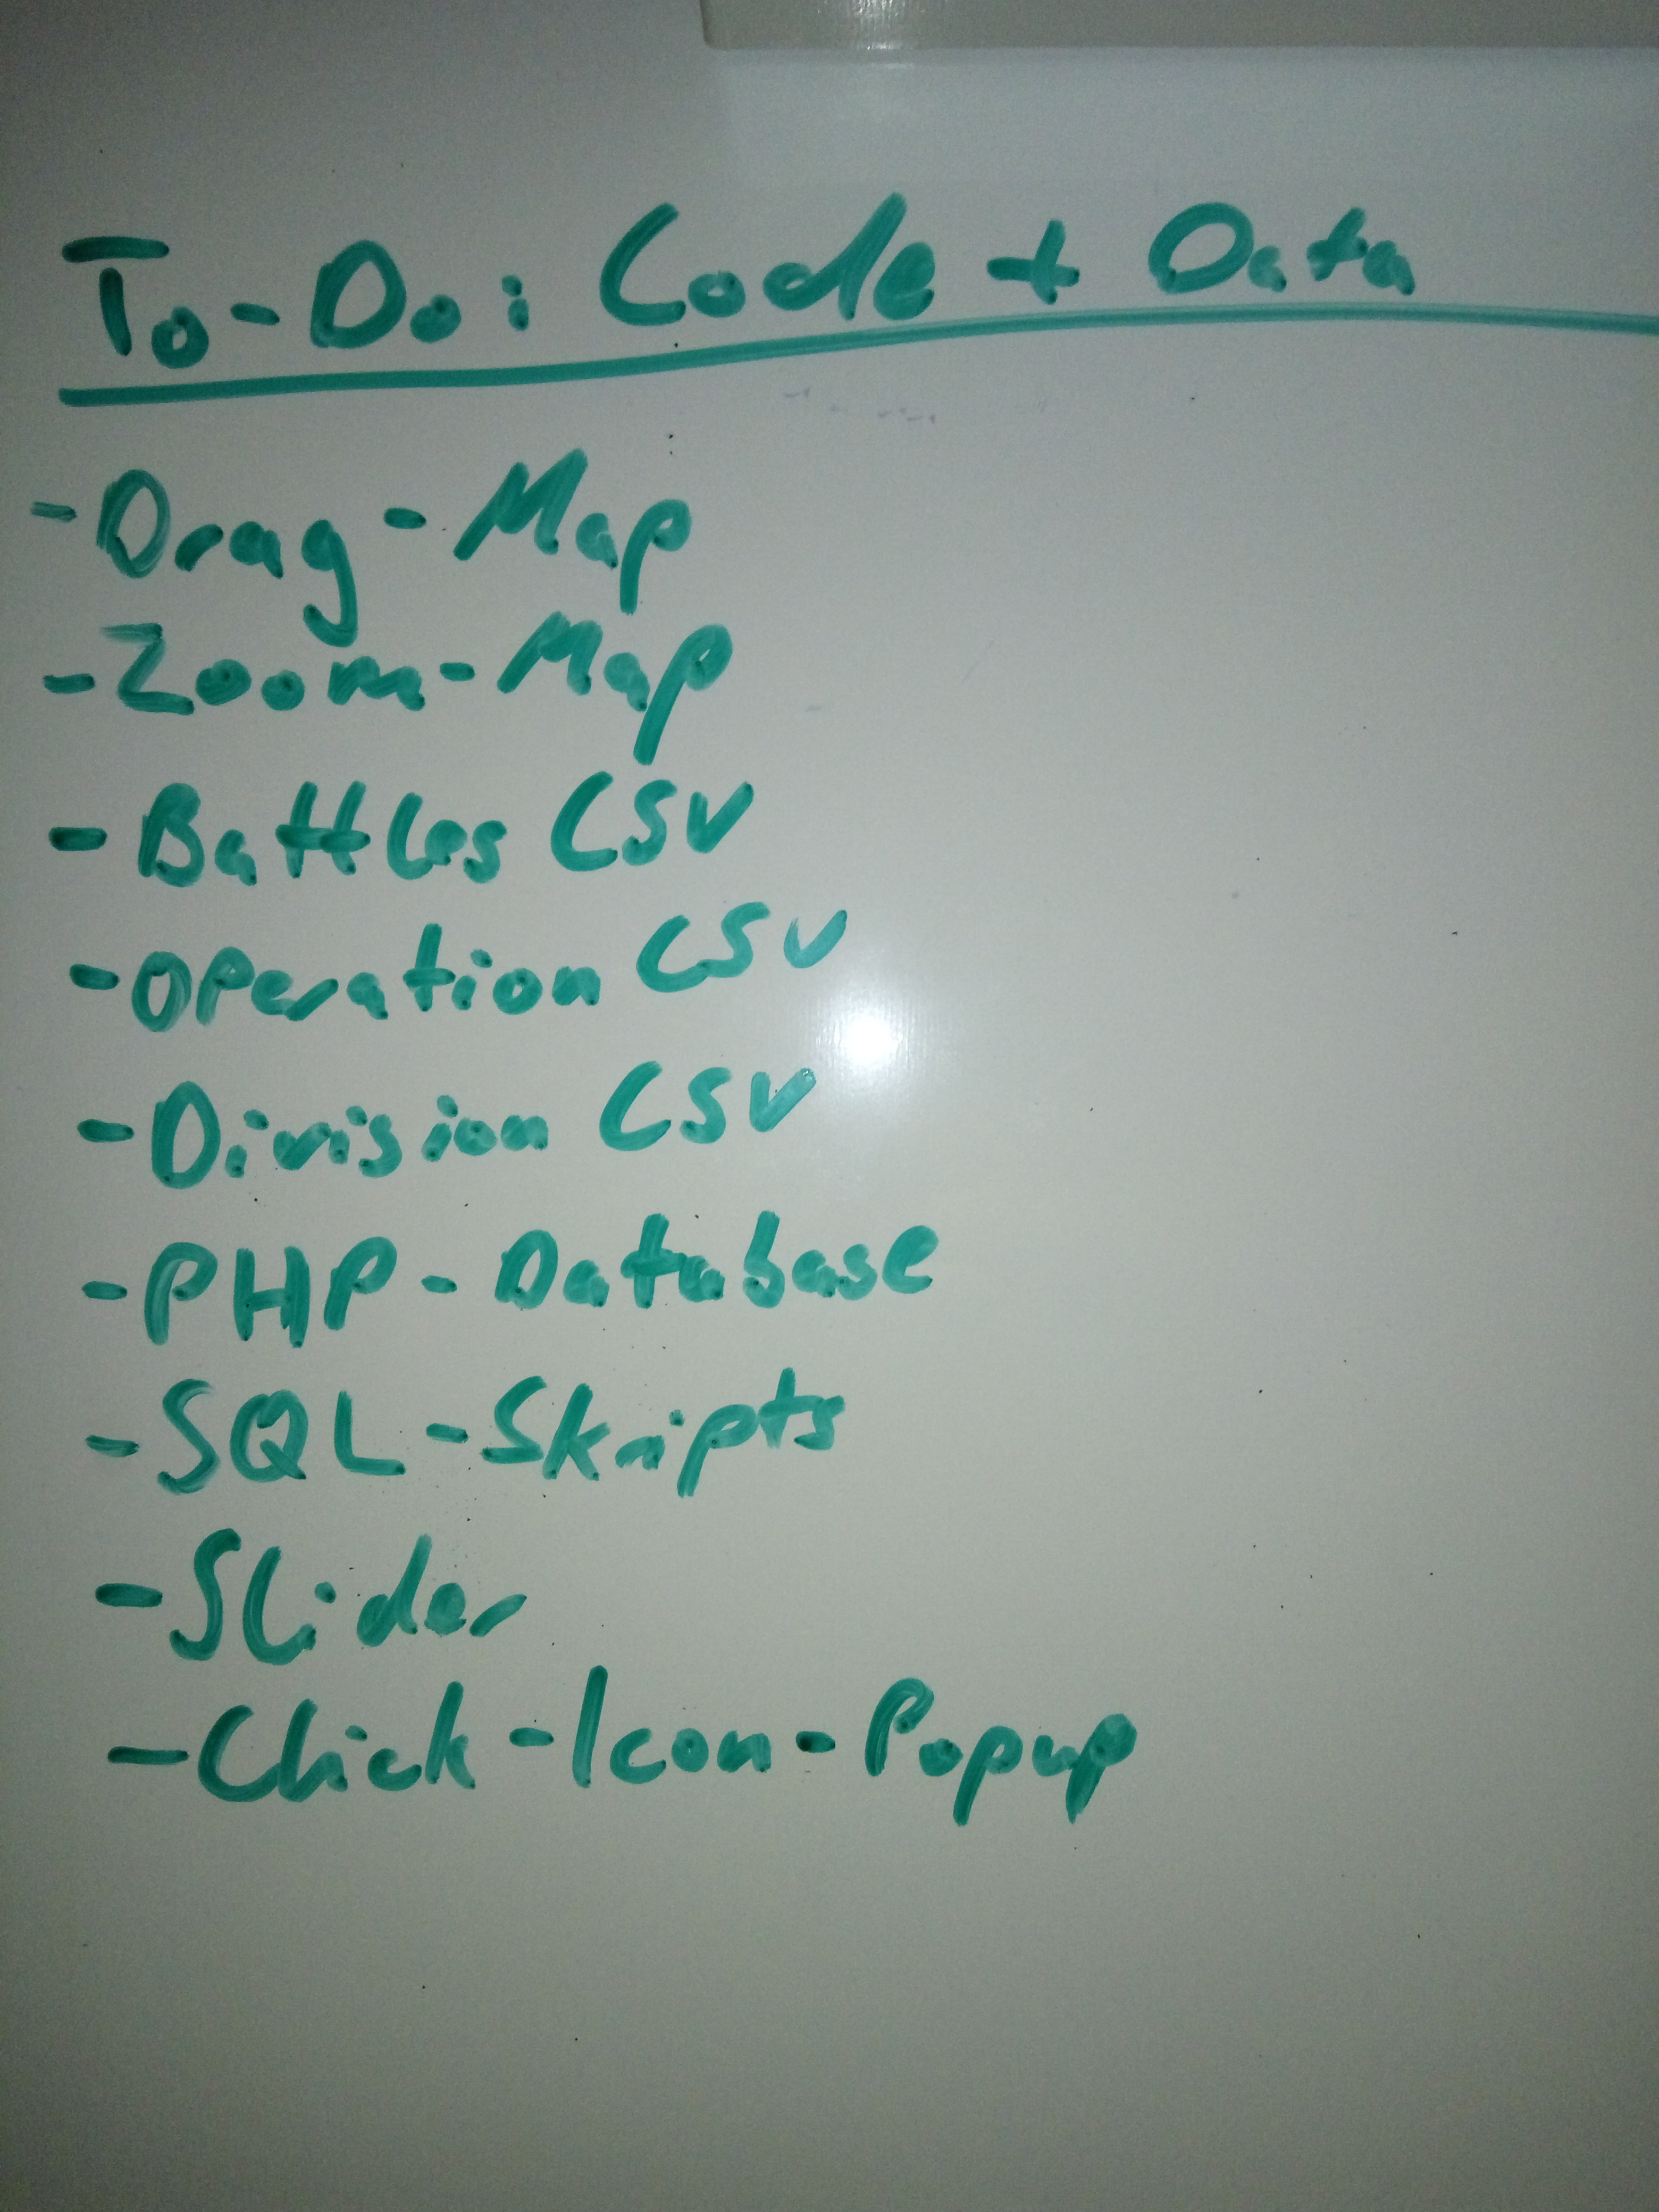 To-Do: Code + Data
- Drag - Map
- Zoom - Map
- Battles CSV
- Operation CSV
- Division CSV
- PHP - Database
- SQL - Skripts
- Slider
- Click - Icon - Popup